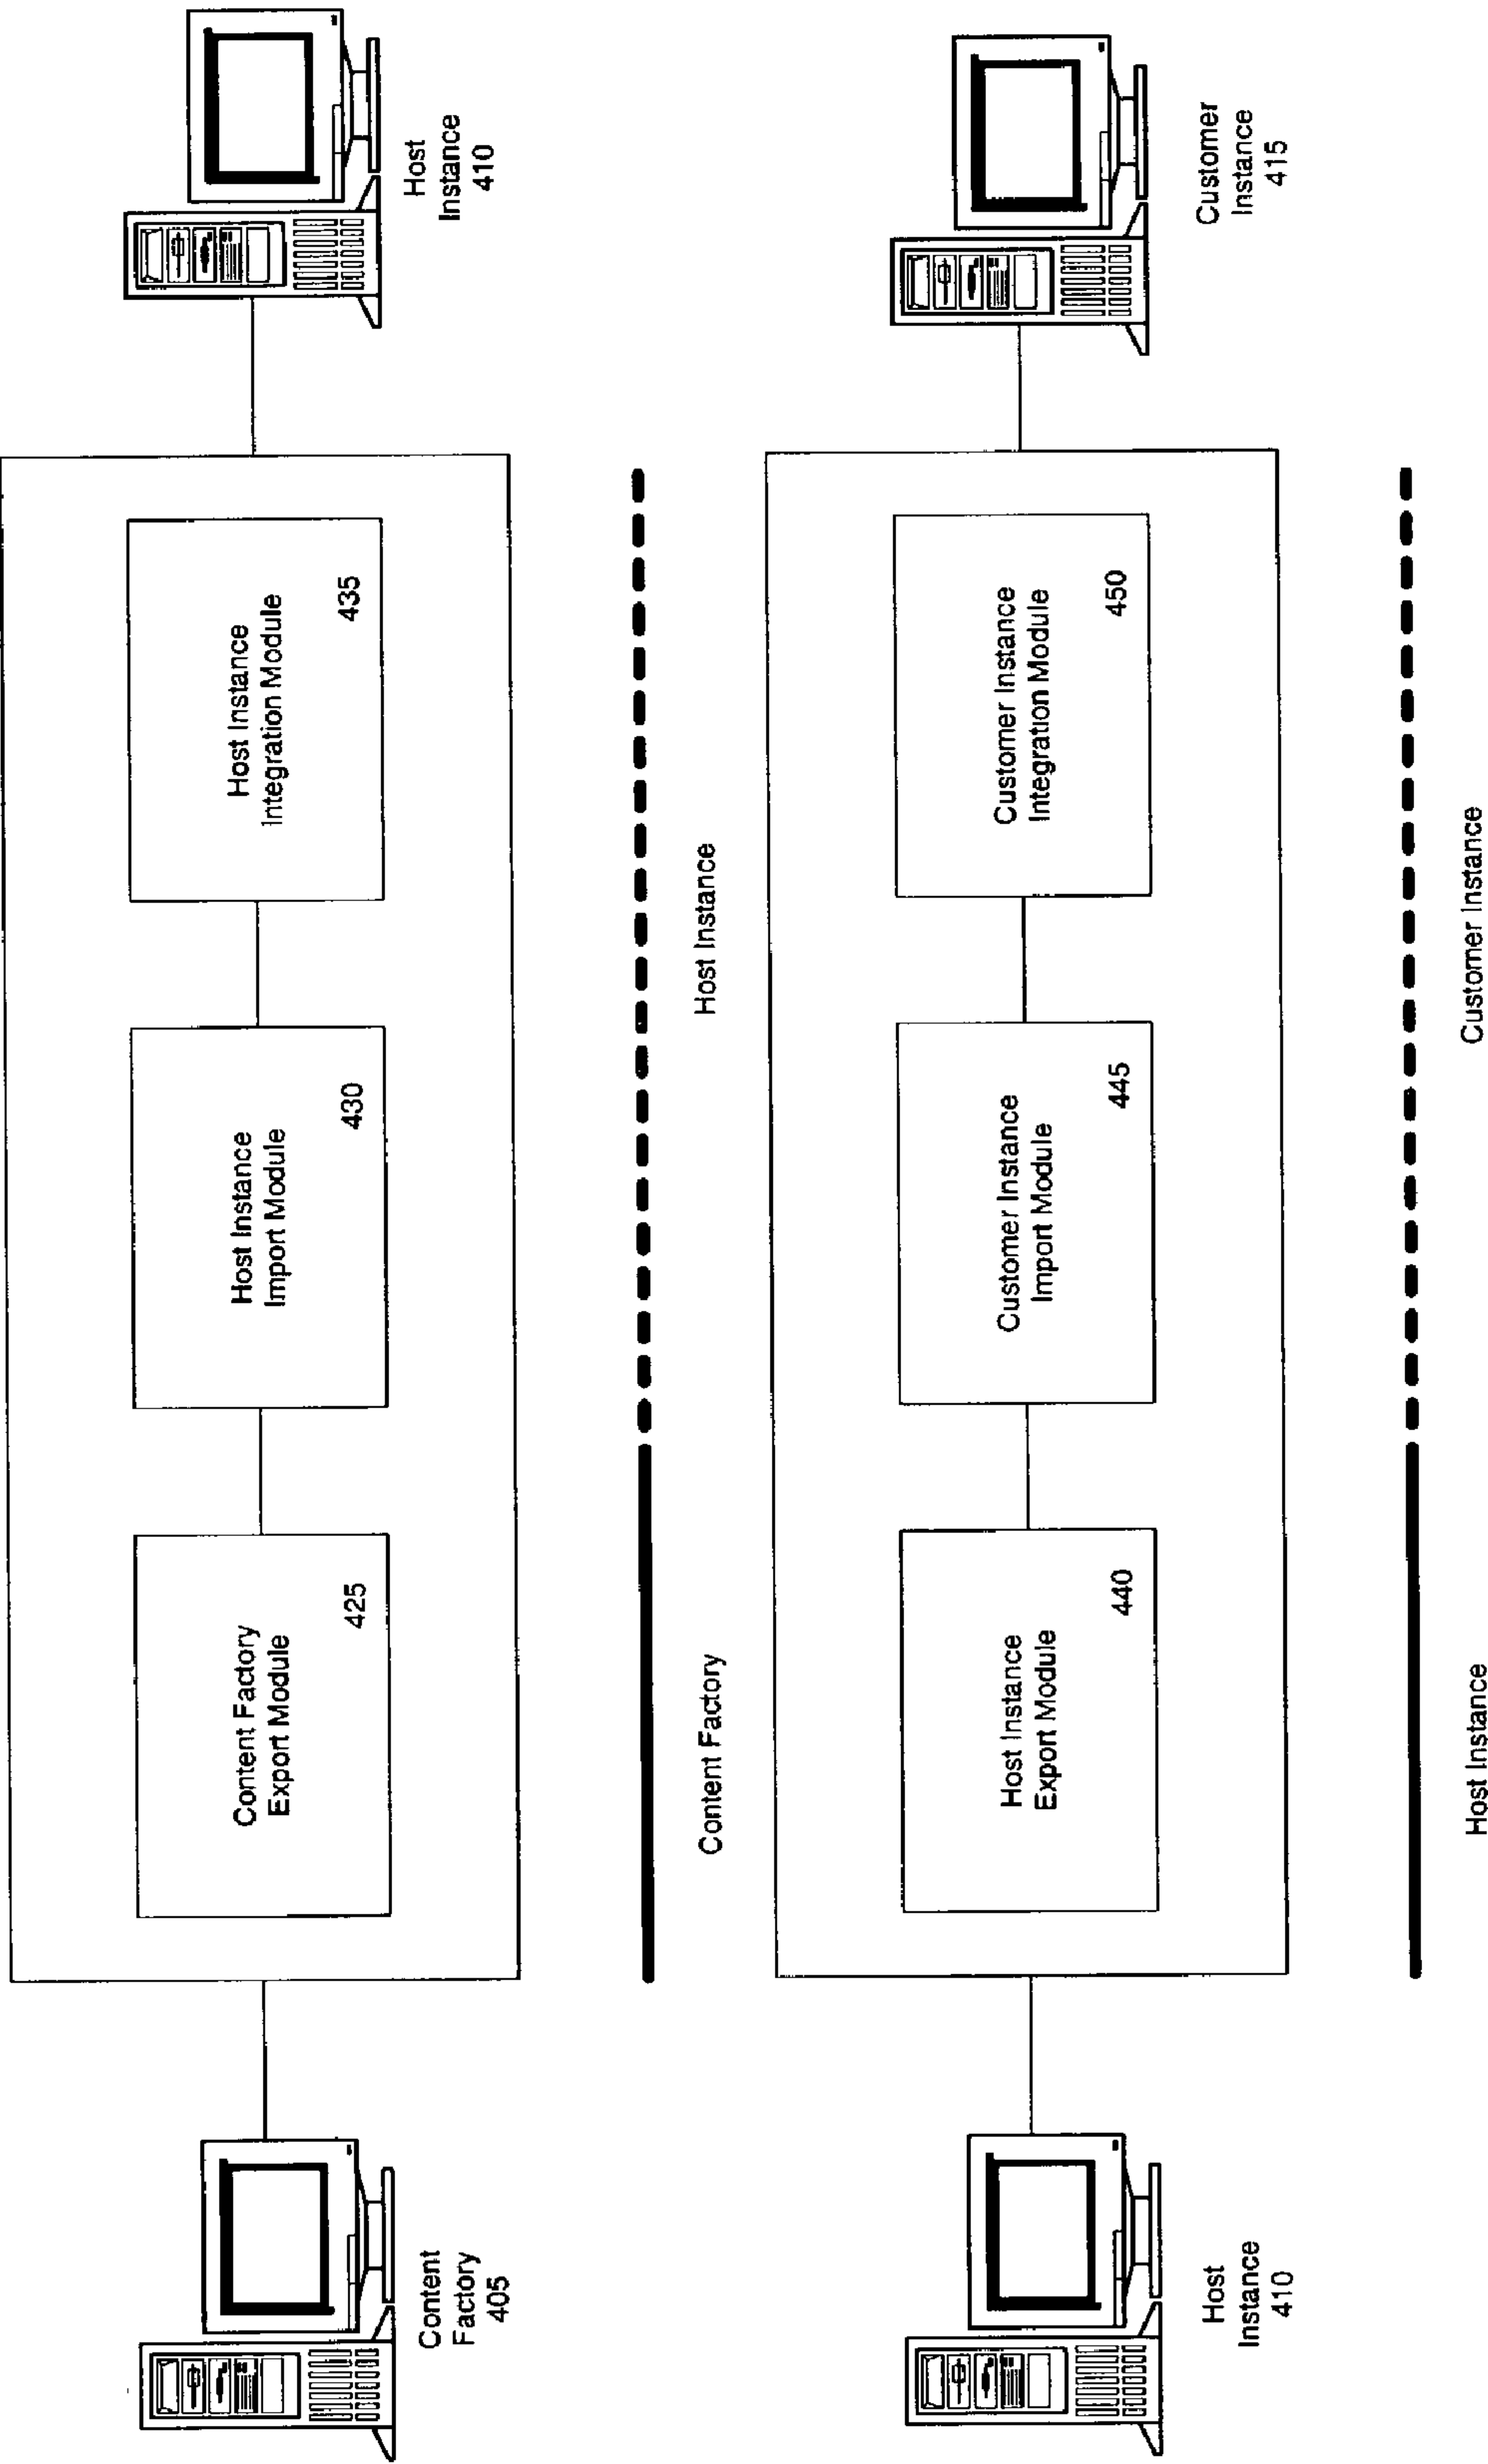 Content Factory
Export Module
425
Host Instance
Import Module
430
Host Instance
Integration Module
435
Content
Factory
405
Host
Instance
410
Content Factory
Host Instance
Host Instance
Export Module
440
Customer Instance
Import Module
445
Customer Instance
Integration Module
450
Host
Instance
410
Customer
Instance
415
Host Instance
Customer Instance